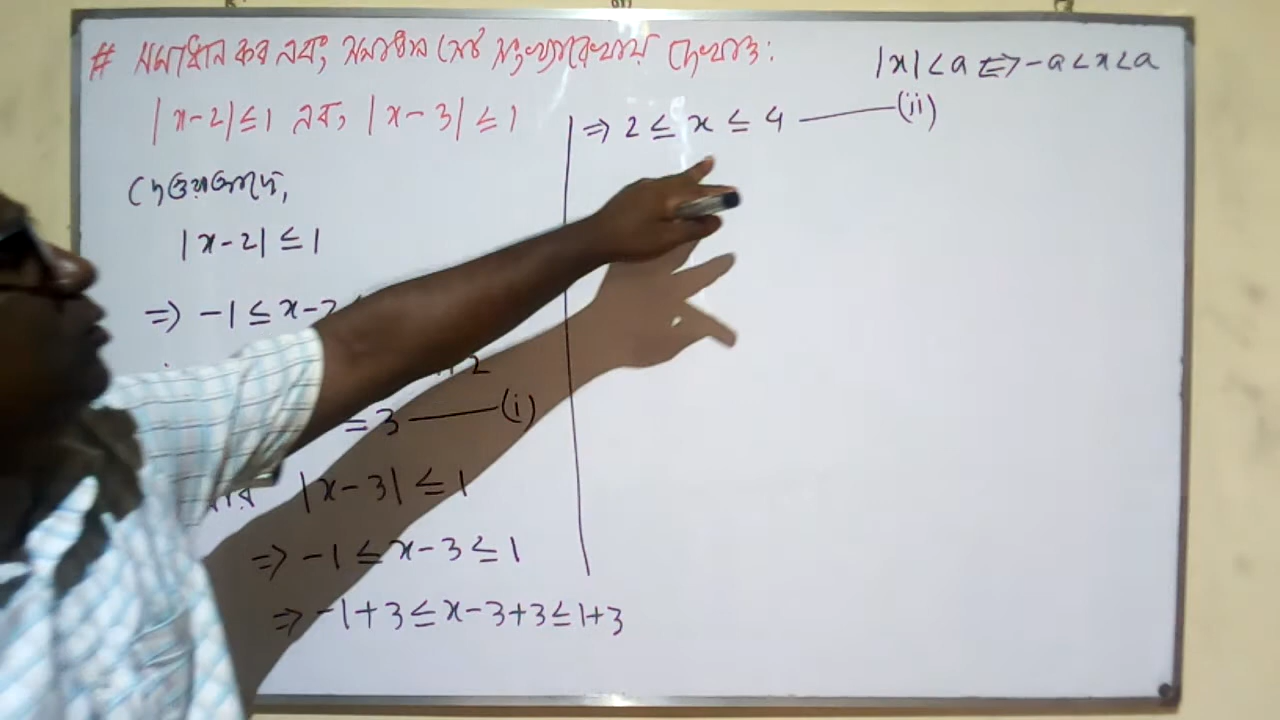 # সমাধান কর এবং সমাধান সেট সংখ্যারেখায় দেখাও:
|x-2| ≤ 1 এবং |x-3| ≤ 1
দেওয়া আছে,
|x-2| ≤ 1
⇒ -1 ≤ x-2
2
≤ 3 —— (i)
|x-3| ≤ 1
⇒ -1 ≤ x-3 ≤ 1
⇒ -1+3 ≤ x-3+3 ≤ 1+3
|x| < a ⇔ -a < x < a
⇒ 2 ≤ x ≤ 4 —— (ii)